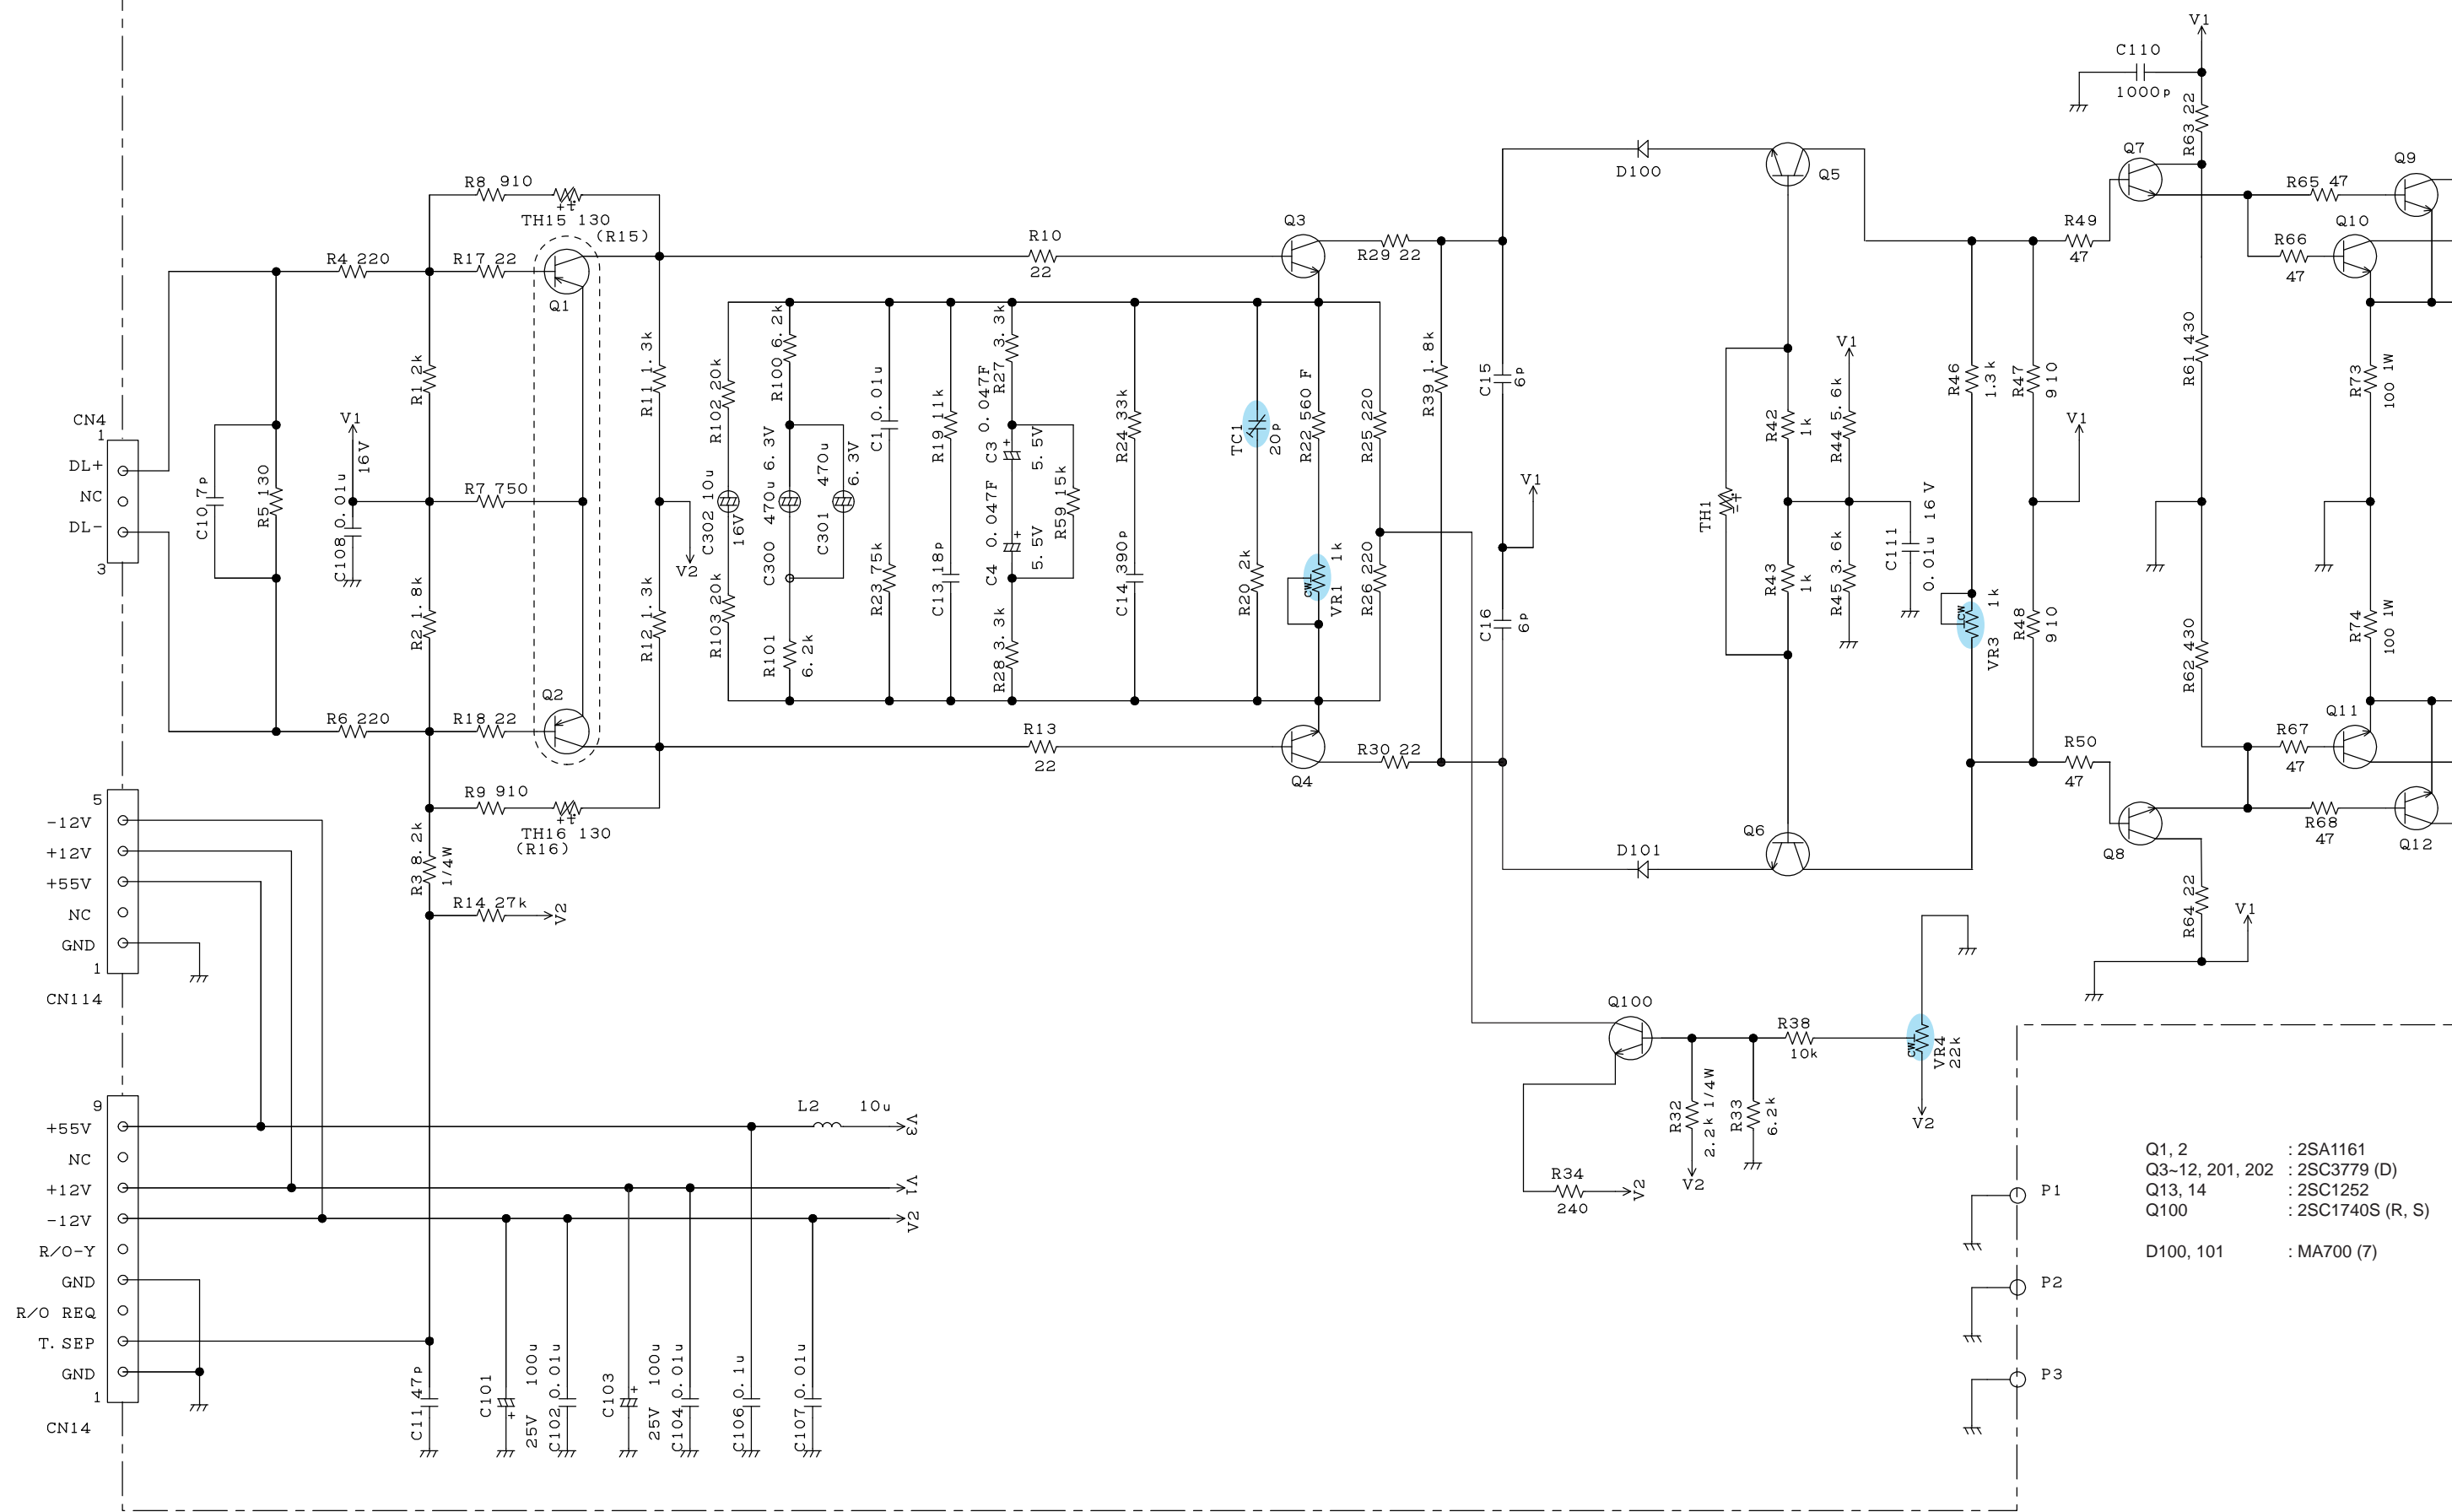 V1
C110
1000p
R63 22
Q7
Q9
R8 910
TH15 130
(R15)
D100
Q5
R65 47
Q10
R66
47
R49
47
Q3
R10
22
R29 22
R4 220
R17 22
Q1
R1 2k
R11 1.3k
R102 20k
R100 6.2k
C1 0.01u
R19 11k
R27 3.3k
0.047F
C3
5.5V
R24 33k
TC1
20p
R22 560 F
R25 220
R39 1.8k
C15
6p
V1
R42
1k
R44 5.6k
R46
1.3k
R47
910
V1
R61 430
R73
100 1W
CN4
1
DL+
NC
DL-
3
C10 7p
R5 130
V1
16V
C108 0.01u
R7 750
V2
C302 10u
16V
C300 470u 6.3V
C301 470u
6.3V
C4 0.047F
5.5V
R59 15k
V1
TH1
C111
0.01u 16V
R2 1.8k
R12 1.3k
R103 20k
R101
6.2k
R23 75k
C13 18p
R28 3.3k
C14 390p
R20 2k
CW
VR1 1k
R26 220
C16
6p
R43
1k
R45 3.6k
CW
VR3 1k
R48
910
R62 430
R74
100 1W
R6 220
R18 22
Q2
R13
22
Q4
R30 22
R50
47
Q11
R67
47
R9 910
TH16 130
(R16)
Q6
D101
Q8
R68
47
Q12
5
-12V
+12V
+55V
NC
GND
1
CN114
R3 8.2k
1/4W
R14 27k
V2
R64 22
V1
Q100
R38
10k
CW
VR4
22k
V2
R32
2.2k 1/4W
V2
R33
6.2k
R34
240
V2
9
+55V
NC
+12V
-12V
R/O-Y
GND
R/O REQ
T.SEP
GND
1
CN14
L2 10u
V3
V1
V2
C11 47p
C101
25V 100u
C102 0.01u
C103
25V 100u
C104 0.01u
C106 0.1u
C107 0.01u
P1
P2
P3
Q1, 2 : 2SA1161
Q3~12, 201, 202 : 2SC3779 (D)
Q13, 14 : 2SC1252
Q100 : 2SC1740S (R, S)
D100, 101 : MA700 (7)